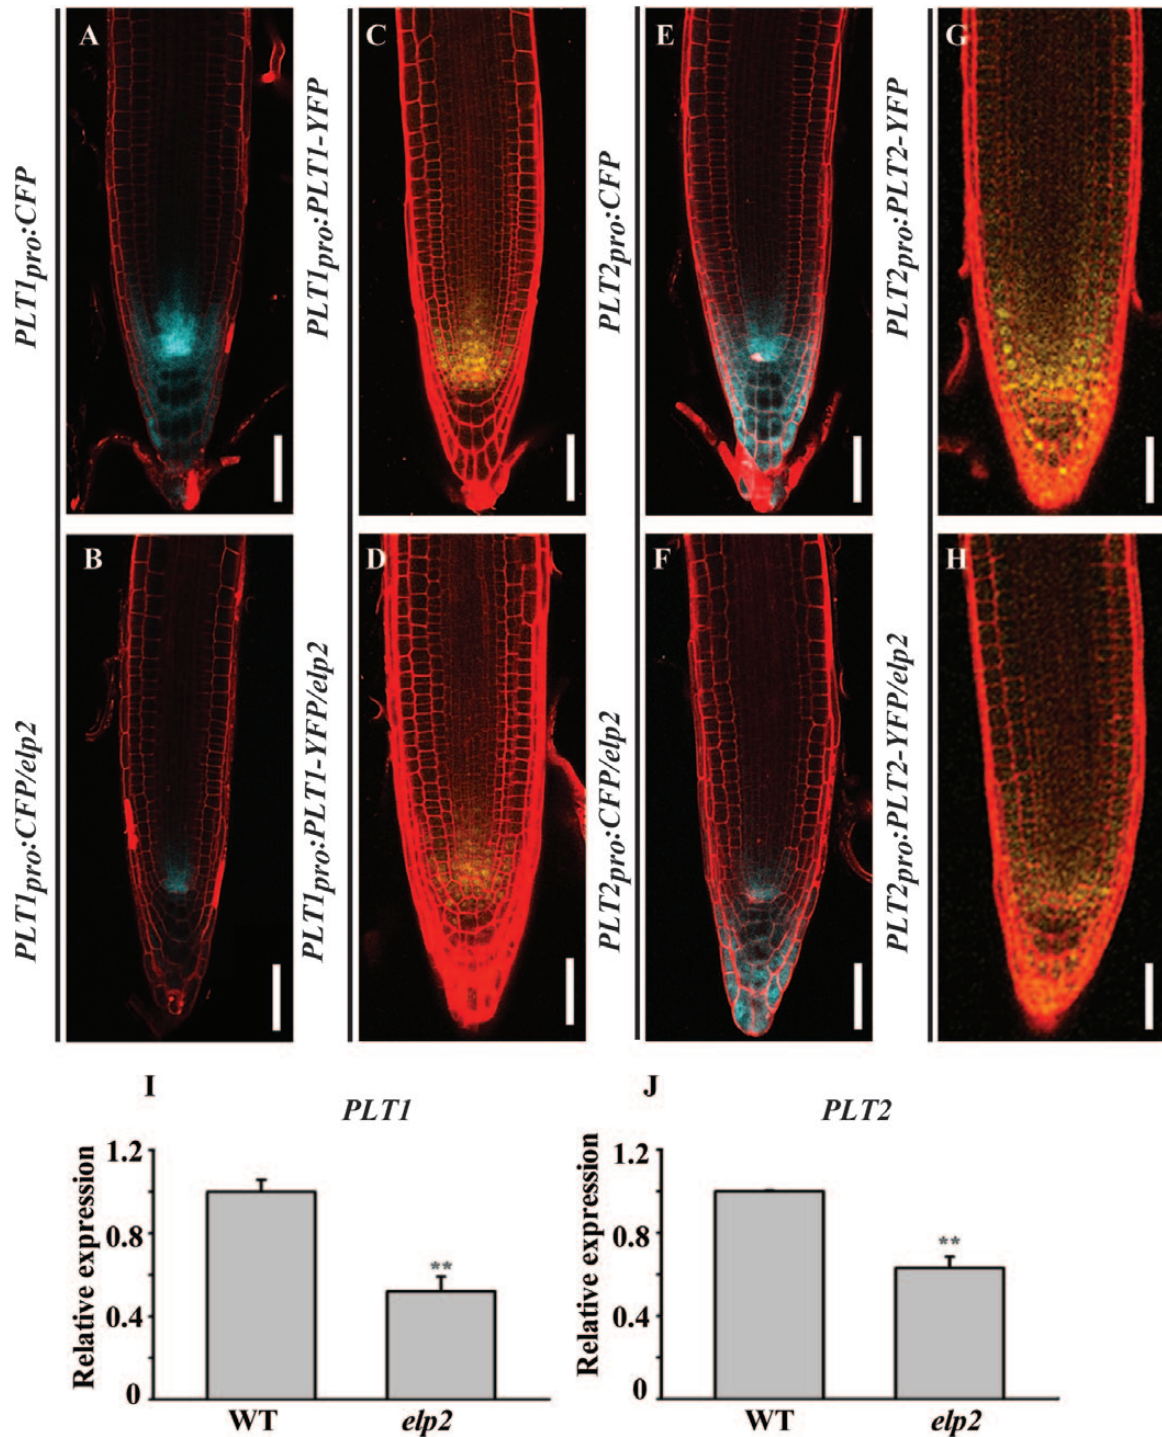 A
C
E
G
PLT1pro:CFP
PLT1pro:PLT1-YFP
PLT2pro:CFP
PLT2pro:PLT2-YFP
B
D
F
H
PLT1pro:CFP/elp2
PLT1pro:PLT1-YFP/elp2
PLT2pro:CFP/elp2
PLT2pro:PLT2-YFP/elp2
I
PLT1
Relative expression
1.2
0.8
0.4
0
**
WT
elp2
J
PLT2
Relative expression
1.2
0.8
0.4
0
**
WT
elp2